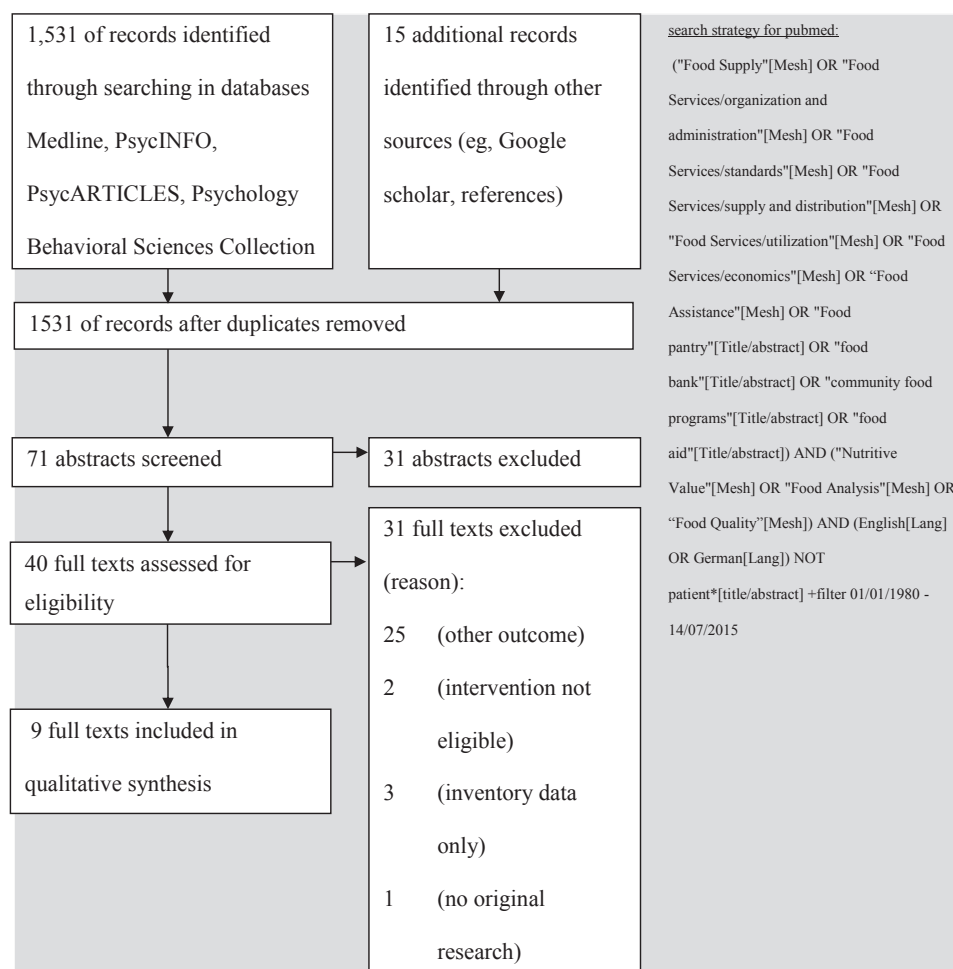 1,531 of records identified
through searching in databases
Medline, PsycINFO,
PsycARTICLES, Psychology
Behavioral Sciences Collection
15 additional records
identified through other
sources (eg, Google
scholar, references)
1531 of records after duplicates removed
71 abstracts screened
31 abstracts excluded
40 full texts assessed for
eligibility
31 full texts excluded
(reason):
25 (other outcome)
2 (intervention not
eligible)
3 (inventory data
only)
1 (no original
research)
9 full texts included in
qualitative synthesis
search strategy for pubmed:
("Food Supply"[Mesh] OR "Food
Services/organization and
administration"[Mesh] OR "Food
Services/standards"[Mesh] OR "Food
Services/supply and distribution"[Mesh] OR
"Food Services/utilization"[Mesh] OR "Food
Services/economics"[Mesh] OR “Food
Assistance"[Mesh] OR "Food
pantry"[Title/abstract] OR "food
bank"[Title/abstract] OR "community food
programs"[Title/abstract] OR "food
aid"[Title/abstract]) AND ("Nutritive
Value"[Mesh] OR "Food Analysis"[Mesh] OR
“Food Quality”[Mesh]) AND (English[Lang]
OR German[Lang]) NOT
patient*[title/abstract] +filter 01/01/1980 -
14/07/2015